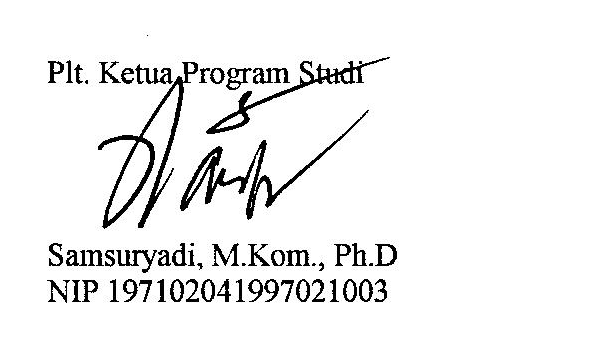 Plt. Ketua Program Studi
Samsuryadi, M.Kom., Ph.D
NIP 197102041997021003